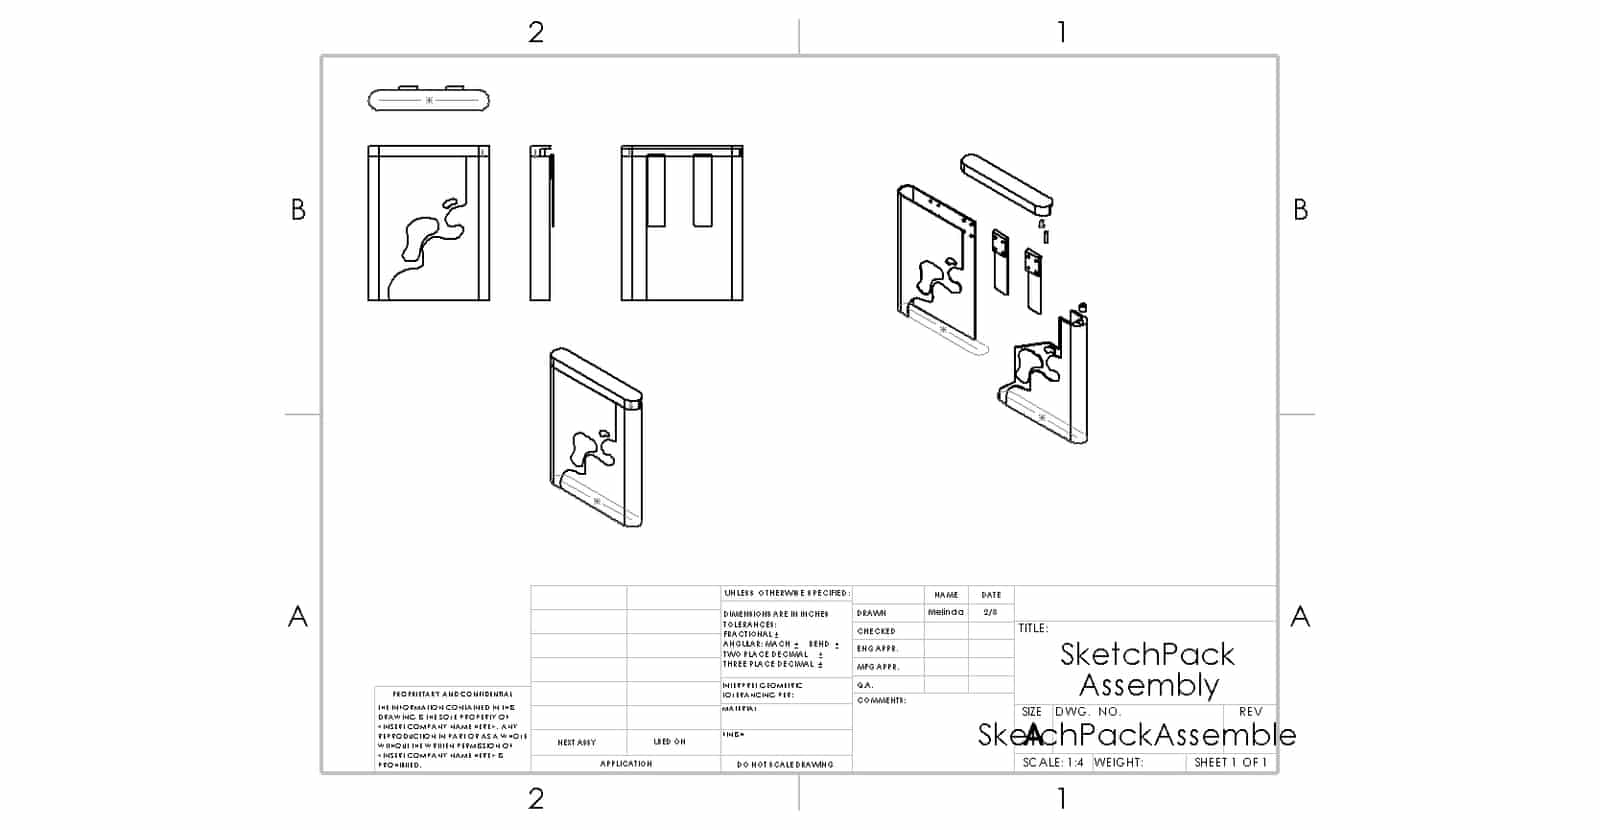 2
1
B
B
A
A
UNLESS OTHERWISE SPECIFIED:
DIMENSIONS ARE IN INCHES
TOLERANCES:
FRACTIONAL ±
ANGULAR: MACH ± BEND ±
TWO PLACE DECIMAL ±
THREE PLACE DECIMAL ±
INTERPRET GEOMETRIC
TOLERANCING PER:
MATERIAL
FINISH
DO NOT SCALE DRAWING
NAME
DATE
DRAWN
Melinda
CHECKED
ENG APPR.
MFG APPR.
Q.A.
COMMENTS:
TITLE:
SketchPack
Assembly
SIZE
DWG. NO.
REV
A
SketchPackAssemble
SCALE: 1:4
WEIGHT:
SHEET 1 OF 1
PROPRIETARY AND CONFIDENTIAL
THE INFORMATION CONTAINED IN THIS
DRAWING IS THE SOLE PROPERTY OF
<INSERT COMPANY NAME HERE>. ANY
REPRODUCTION IN PART OR AS A WHOLE
WITHOUT THE WRITTEN PERMISSION OF
<INSERT COMPANY NAME HERE> IS
PROHIBITED.
NEXT ASSY
USED ON
APPLICATION
2
1